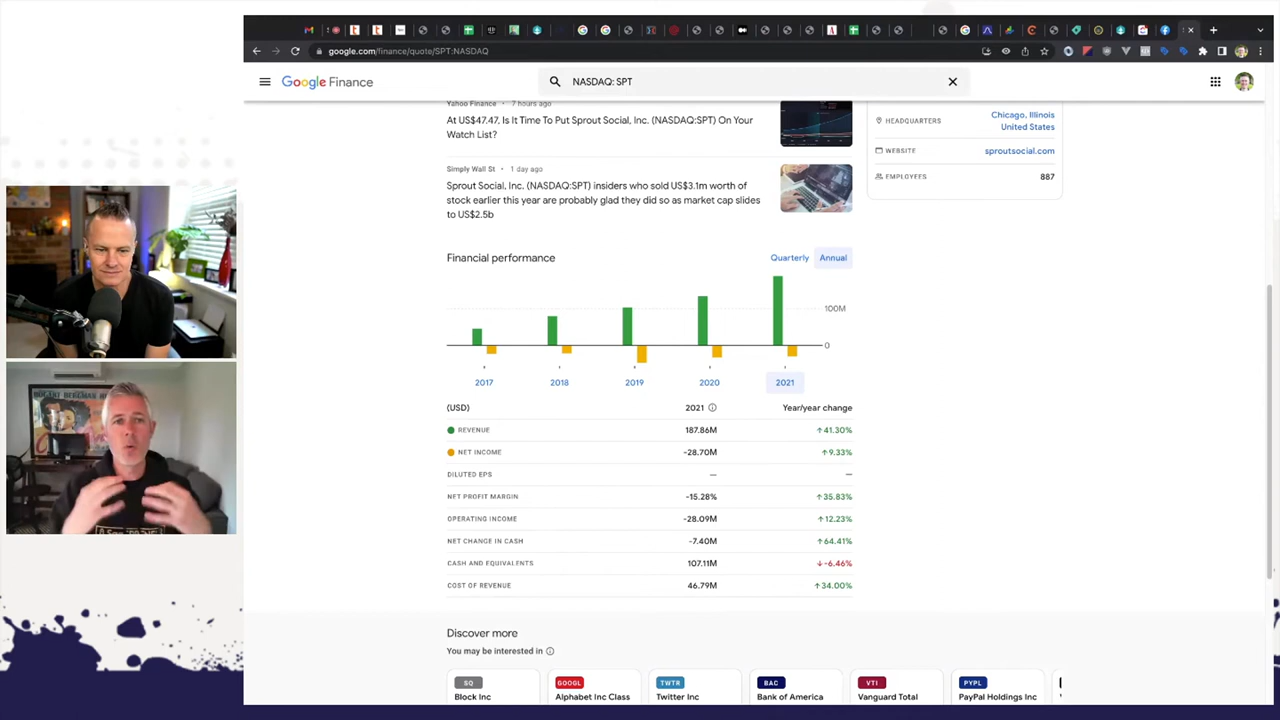 google.com/finance/quote/SPT:NASDAQ
Google Finance
NASDAQ: SPT
Yahoo Finance • 7 hours ago
At US$47.47, Is It Time To Put Sprout Social, Inc. (NASDAQ:SPT) On Your
Watch List?
HEADQUARTERS
Chicago, Illinois
United States
WEBSITE
sproutsocial.com
EMPLOYEES
887
Simply Wall St • 1 day ago
Sprout Social, Inc. (NASDAQ:SPT) insiders who sold US$3.1m worth of
stock earlier this year are probably glad they did so as market cap slides
to US$2.5b
Financial performance
Quarterly
Annual
100M
0
2017
2018
2019
2020
2021
(USD) 2021 Year/year change
REVENUE 187.86M ↑41.30%
NET INCOME -28.70M ↑9.33%
DILUTED EPS — —
NET PROFIT MARGIN -15.28% ↑35.83%
OPERATING INCOME -28.09M ↑12.23%
NET CHANGE IN CASH -7.40M ↑64.41%
CASH AND EQUIVALENTS 107.11M ↓-6.46%
COST OF REVENUE 46.79M ↑34.00%
Discover more
You may be interested in
SQ
Block Inc
GOOGL
Alphabet Inc Class
TWTR
Twitter Inc
BAC
Bank of America
VTI
Vanguard Total
PYPL
PayPal Holdings Inc